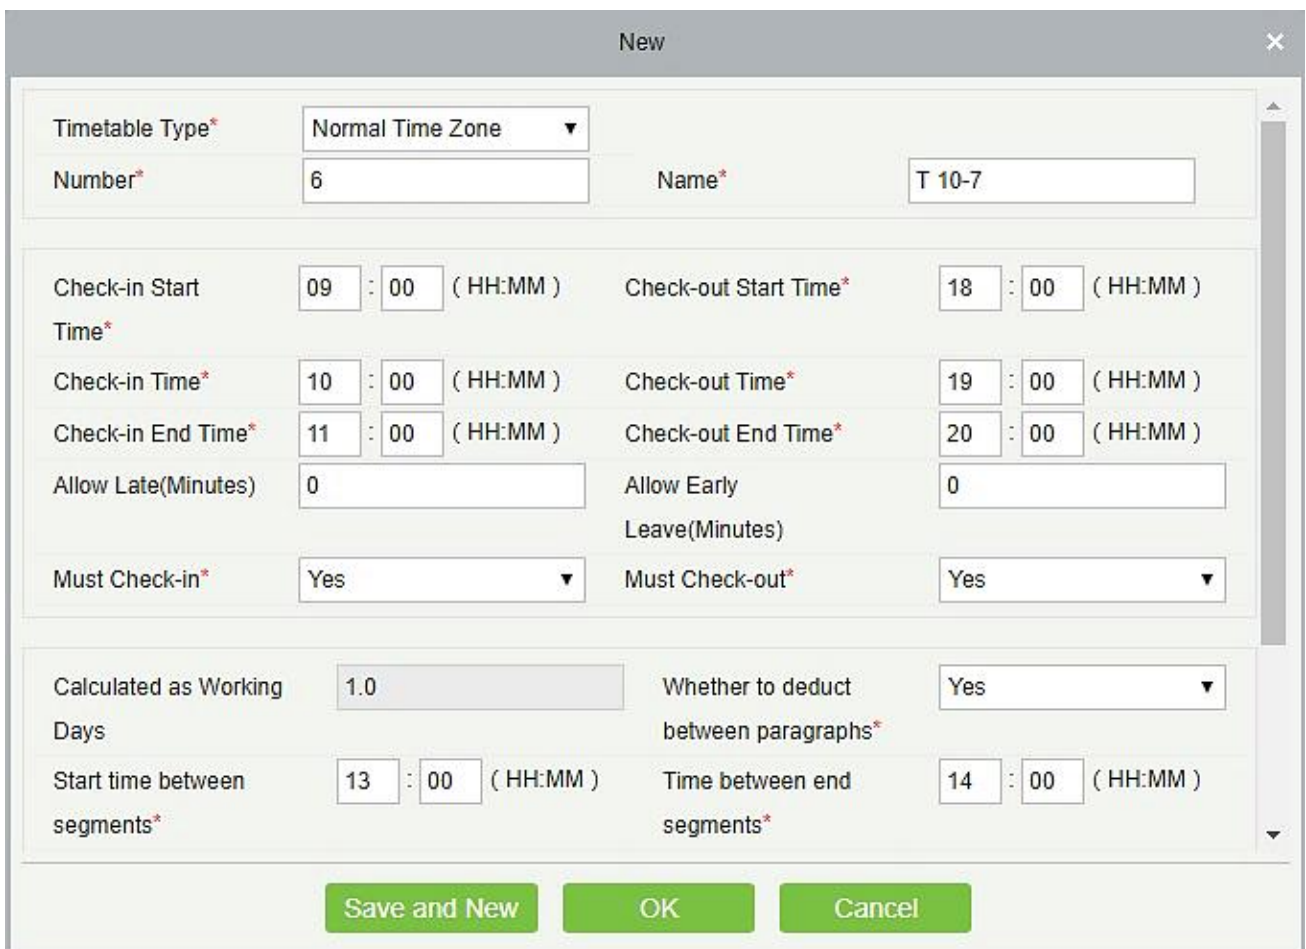 New ×
Timetable Type* Normal Time Zone ▼
Number* 6 Name* T 10-7
Check-in Start 09 : 00 ( HH:MM ) Check-out Start Time* 18 : 00 ( HH:MM )
Time*
Check-in Time* 10 : 00 ( HH:MM ) Check-out Time* 19 : 00 ( HH:MM )
Check-in End Time* 11 : 00 ( HH:MM ) Check-out End Time* 20 : 00 ( HH:MM )
Allow Late(Minutes) 0 Allow Early 0
Leave(Minutes)
Must Check-in* Yes ▼ Must Check-out* Yes ▼
Calculated as Working 1.0 Whether to deduct Yes ▼
Days between paragraphs*
Start time between 13 : 00 ( HH:MM ) Time between end 14 : 00 ( HH:MM )
segments* segments*
Save and New OK Cancel